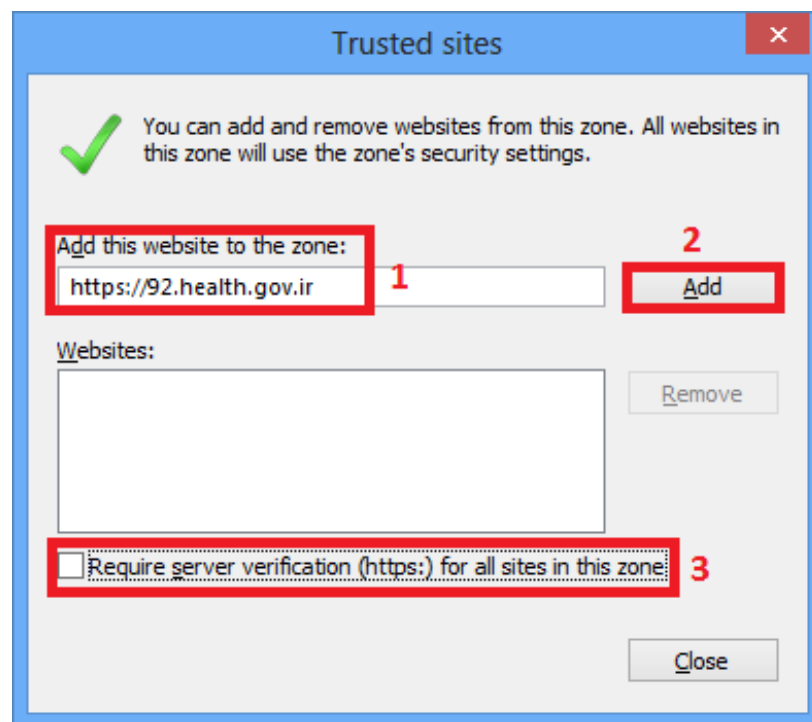 Trusted sites
You can add and remove websites from this zone. All websites in
this zone will use the zone's security settings.
Add this website to the zone:
https://92.health.gov.ir
1
2
Add
Websites:
Remove
Require server verification (https:) for all sites in this zone
3
Close